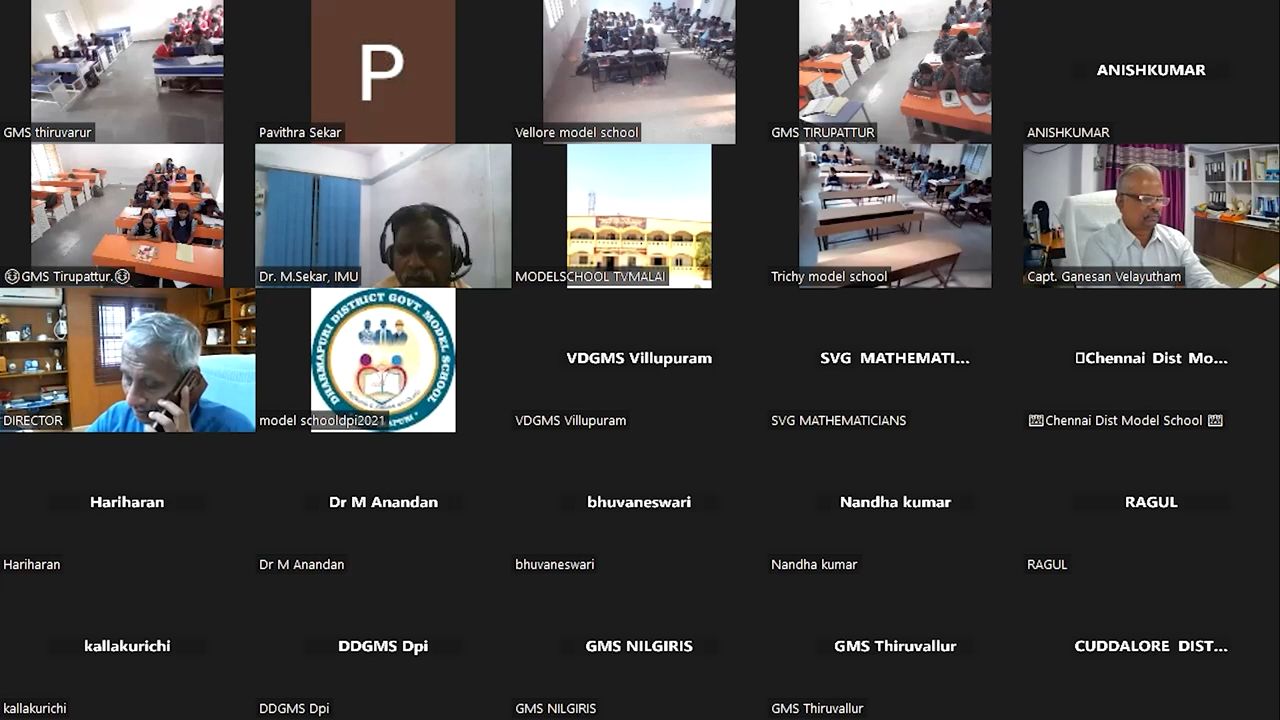 GMS thiruvarur
P
Pavithra Sekar
Vellore model school
GMS TIRUPATTUR
ANISHKUMAR
ANISHKUMAR
GMS Tirupattur.
Dr. M.Sekar, IMU
MODELSCHOOL TVMALAI
Trichy model school
Capt. Ganesan Velayutham
DIRECTOR
DHARMAPURI DISTRICT GOVT. MODEL SCHOOL
model schooldpi2021
VDGMS Villupuram
VDGMS Villupuram
SVG MATHEMATI...
SVG MATHEMATICIANS
Chennai Dist Mo...
Chennai Dist Model School
Hariharan
Hariharan
Dr M Anandan
Dr M Anandan
bhuvaneswari
bhuvaneswari
Nandha kumar
Nandha kumar
RAGUL
RAGUL
kallakurichi
kallakurichi
DDGMS Dpi
DDGMS Dpi
GMS NILGIRIS
GMS NILGIRIS
GMS Thiruvallur
GMS Thiruvallur
CUDDALORE DIST...